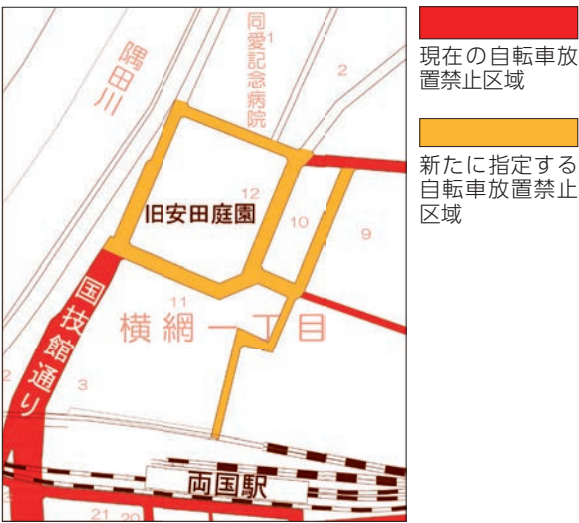 隅田川
同愛記念病院
1
2
12
旧安田庭園
10
9
11
横網一丁目
国技館通り
2
3
両国駅
3
21 20
現在の自転車放
置禁止区域
新たに指定する
自転車放置禁止
区域